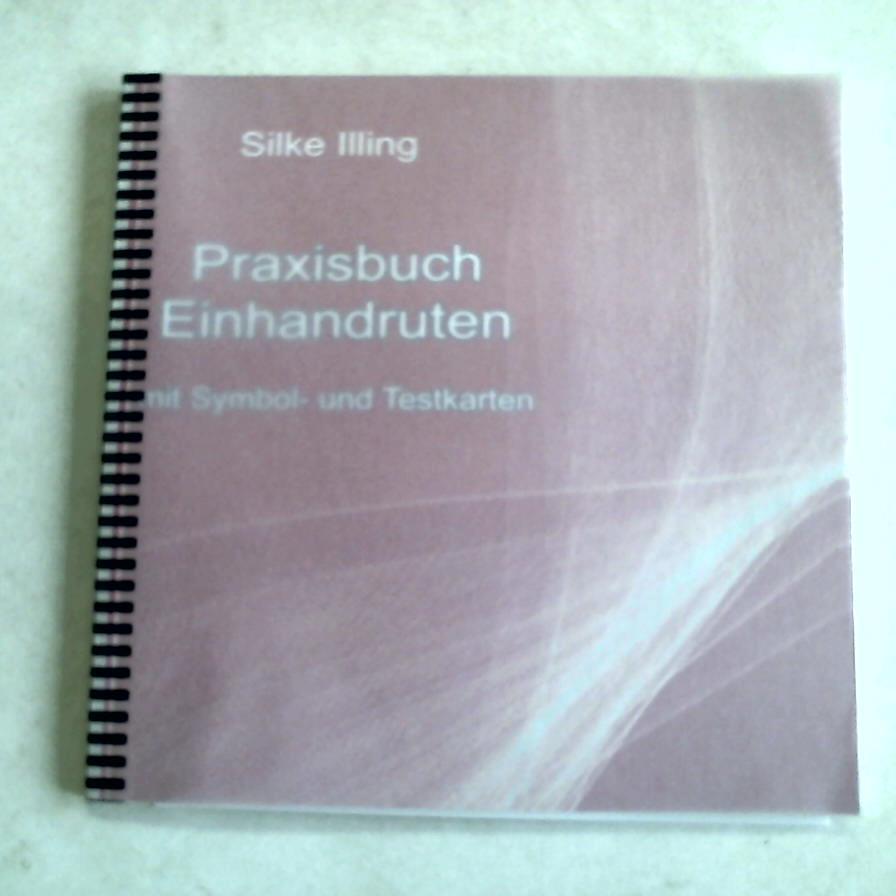 Silke Illing
Praxisbuch
Einhandruten
mit Symbol- und Testkarten